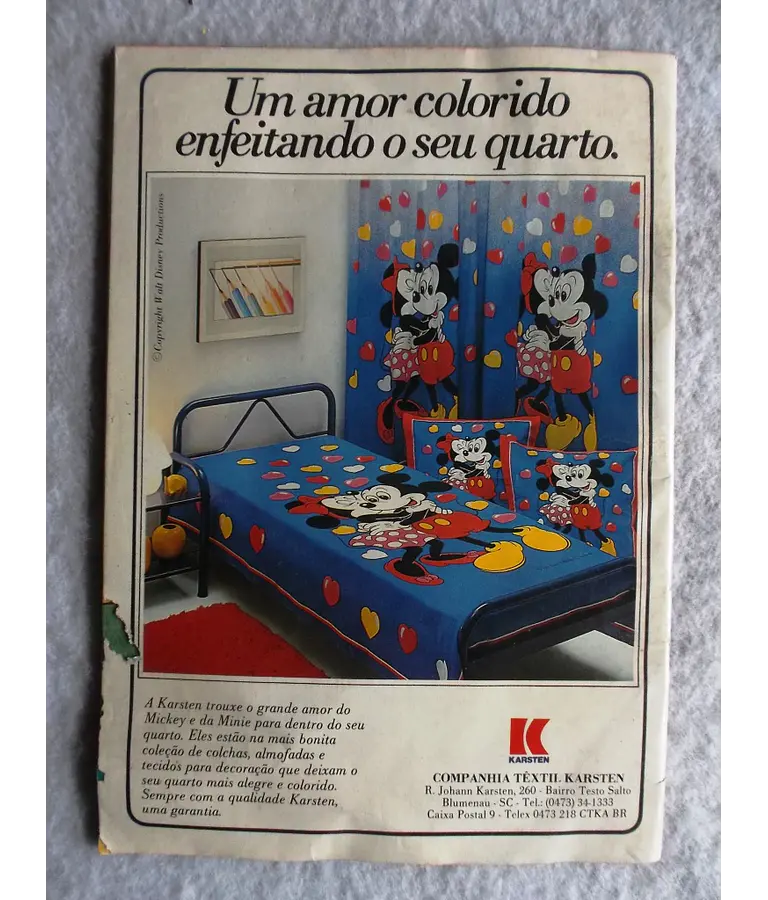 Um amor colorido
enfeitando o seu quarto.
©Copyright Walt Disney Productions
A Karsten trouxe o grande amor do
Mickey e da Minie para dentro do seu
quarto. Eles estão na mais bonita
coleção de colchas, almofadas e
tecidos para decoração que deixam o
seu quarto mais alegre e colorido.
Sempre com a qualidade Karsten,
uma garantia.
KARSTEN
COMPANHIA TÊXTIL KARSTEN
R. Johann Karsten, 260 - Bairro Testo Salto
Blumenau - SC - Tel.: (0473) 34-1333
Caixa Postal 9 - Telex 0473 218 CTKA BR